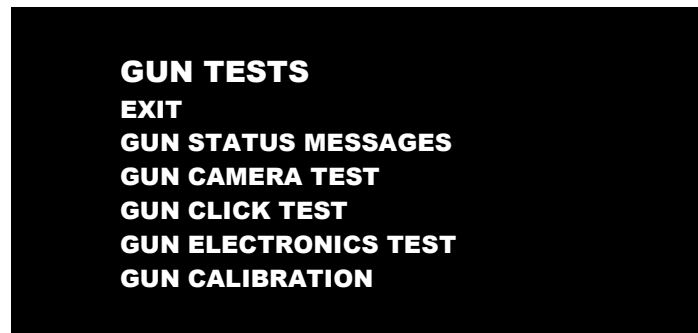 GUN TESTS
EXIT
GUN STATUS MESSAGES
GUN CAMERA TEST
GUN CLICK TEST
GUN ELECTRONICS TEST
GUN CALIBRATION